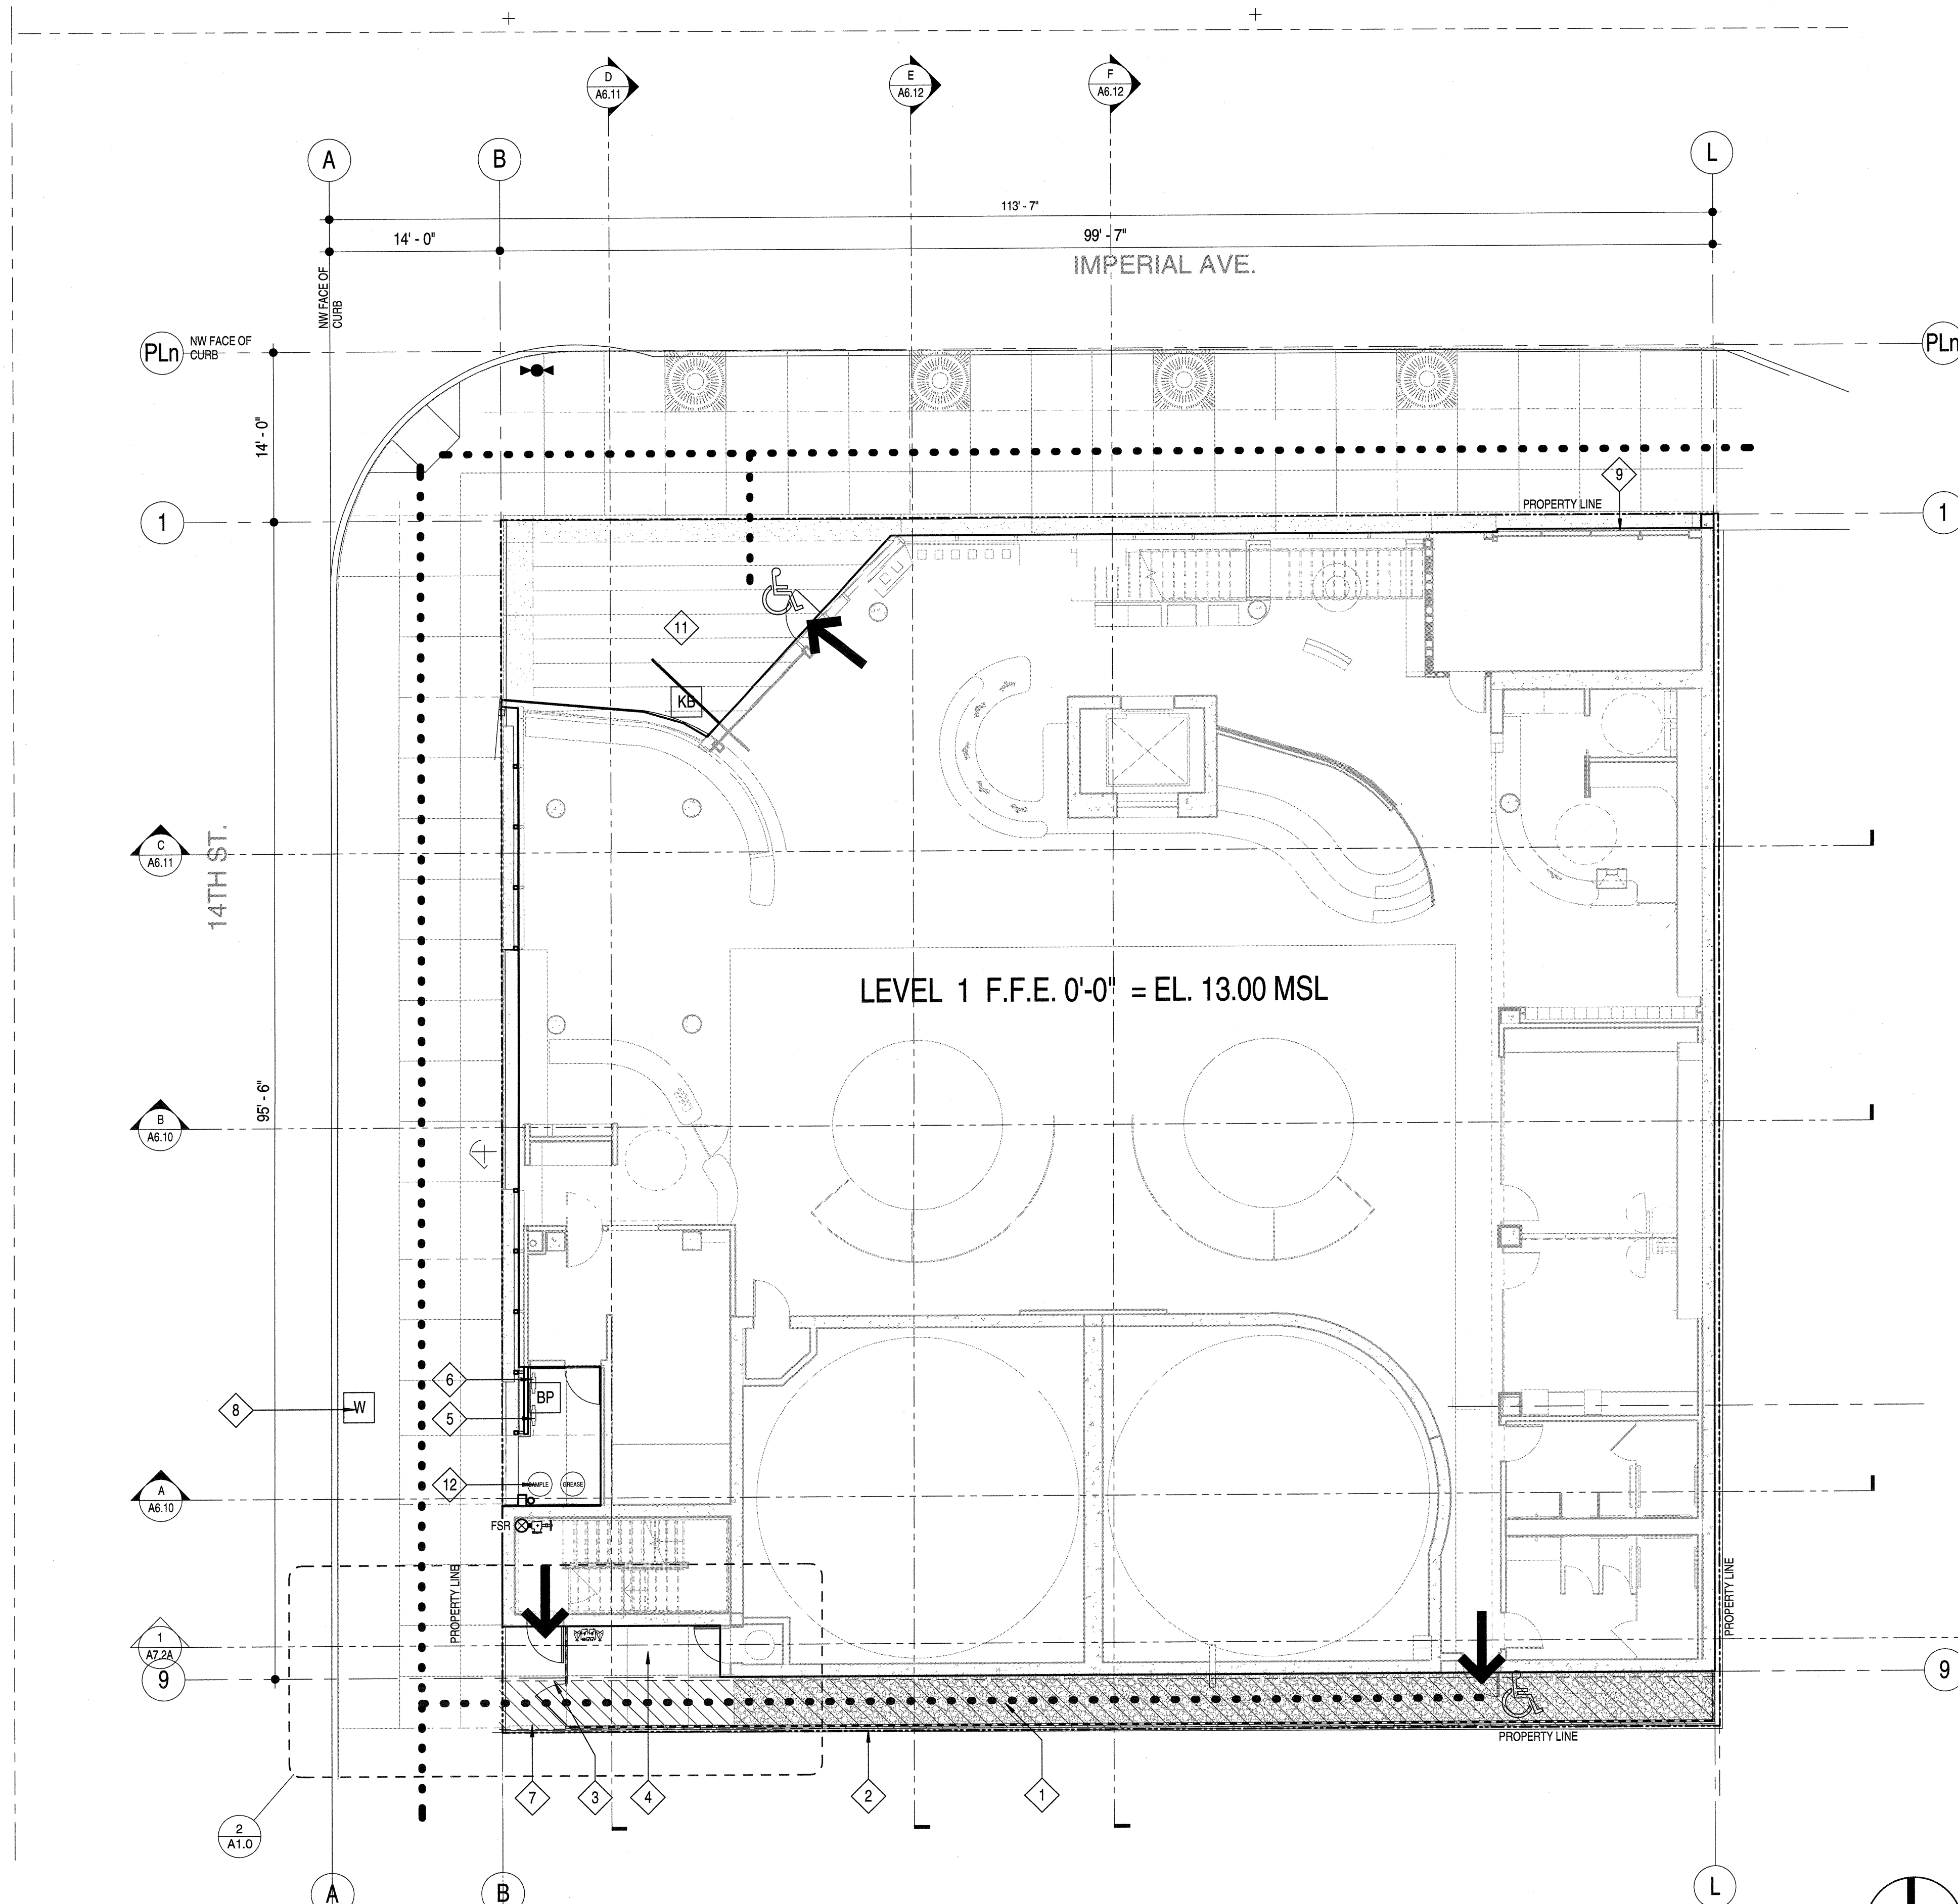 D
A6.11
E
A6.12
F
A6.12
A
B
L
113' - 7"
14' - 0"
99' - 7"
IMPERIAL AVE.
NW FACE OF
CURB
PLn
NW FACE OF
CURB
PLn
14' - 0"
9
PROPERTY LINE
1
1
11
KB
C
A6.11
14TH ST.
LEVEL 1 F.F.E. 0'-0" = EL. 13.00 MSL
95' - 6"
B
A6.10
6
BP
8
W
5
12
SAMPLE
GREASE
A
A6.10
FSR
PROPERTY LINE
PROPERTY LINE
1
A7.2A
9
9
PROPERTY LINE
7
3
4
2
1
2
A1.0
A
B
L